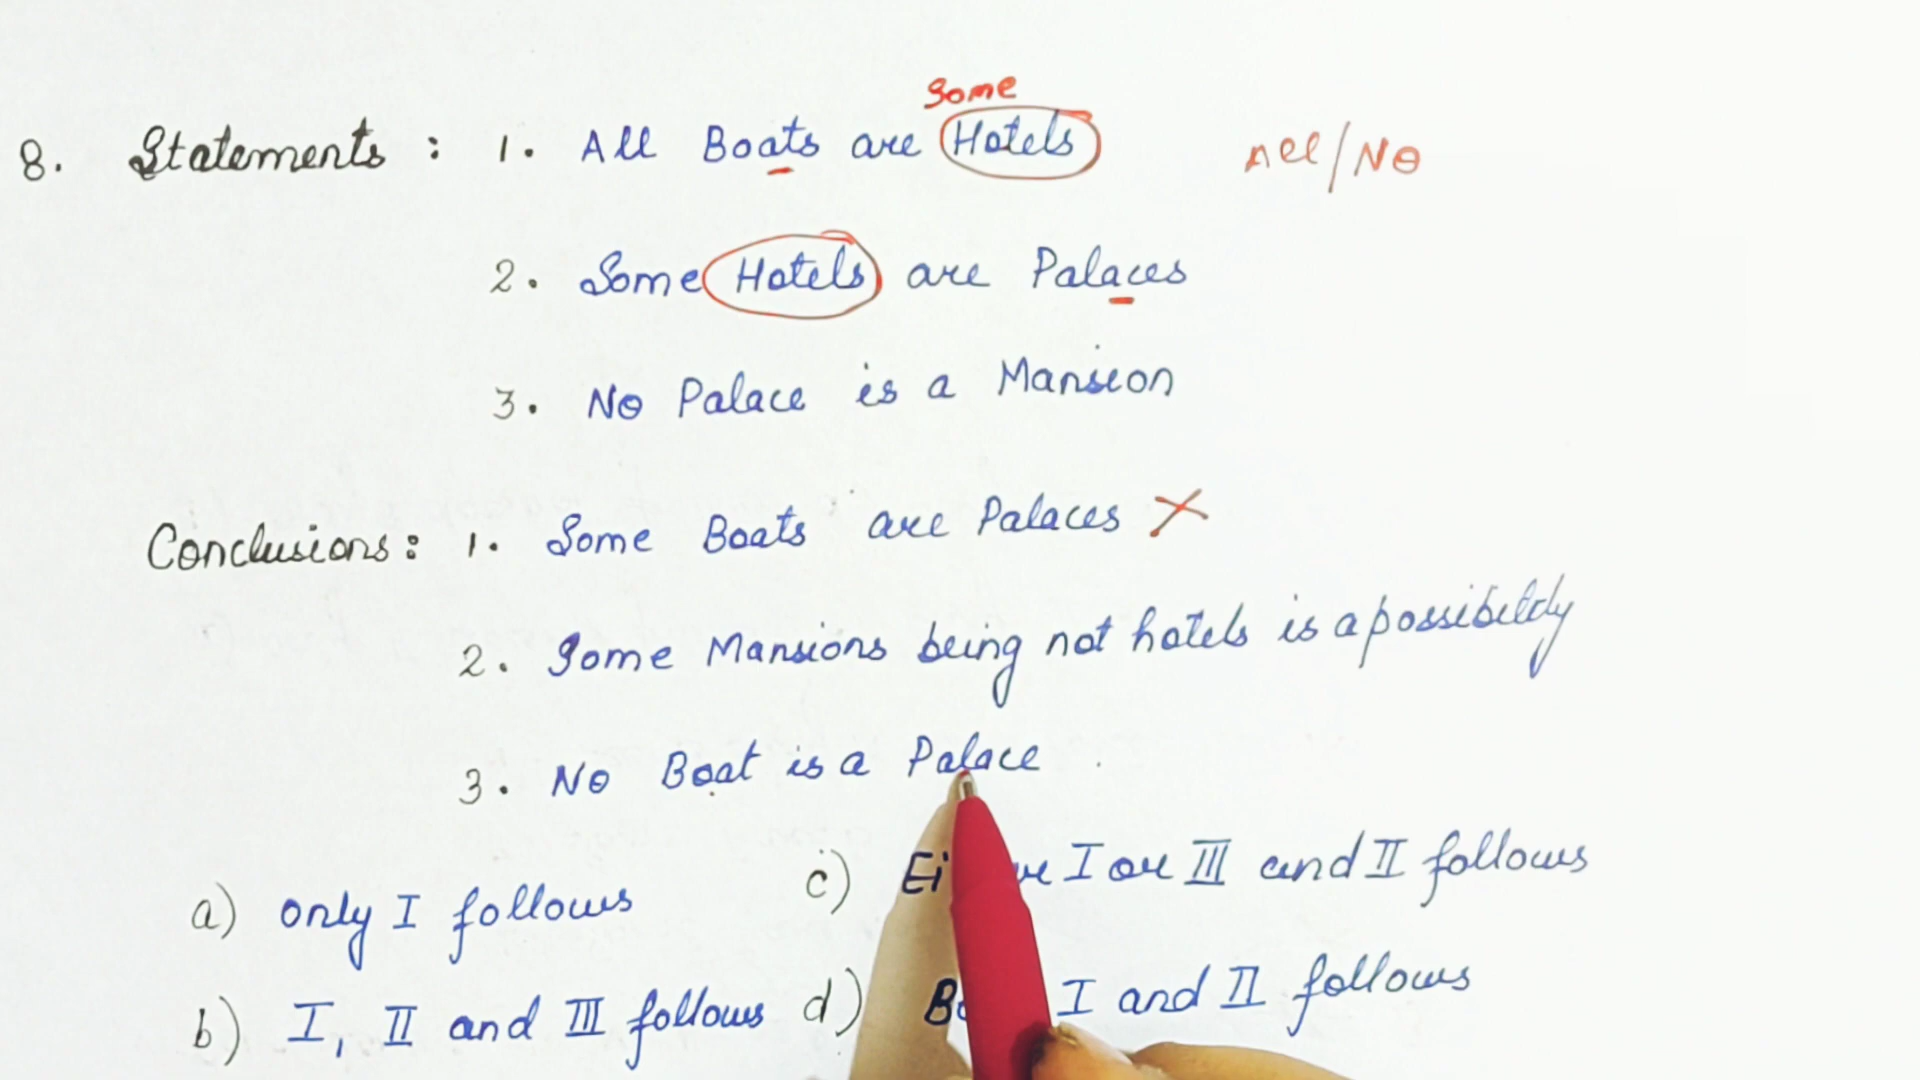 Some
8. Statements : 1. All Boats are Hotels All/No
2. Some Hotels are Palaces
3. No Palace is a Mansion
Conclusions : 1. Some Boats are Palaces X
2. Some Mansions being not hotels is a possibility
3. No Boat is a Palace
c) I or III and II follows
a) only I follows
d) I and II follows
b) I, II and III follows